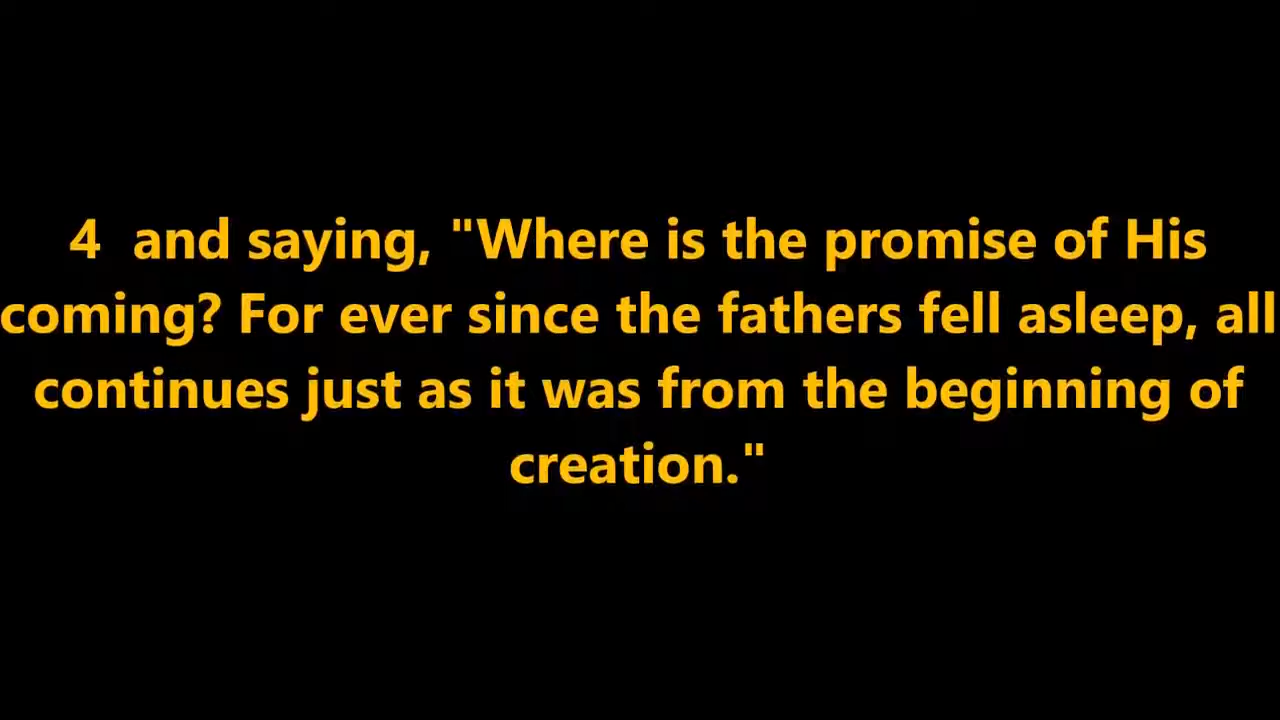 4  and saying, "Where is the promise of His
coming? For ever since the fathers fell asleep, all
continues just as it was from the beginning of
creation."